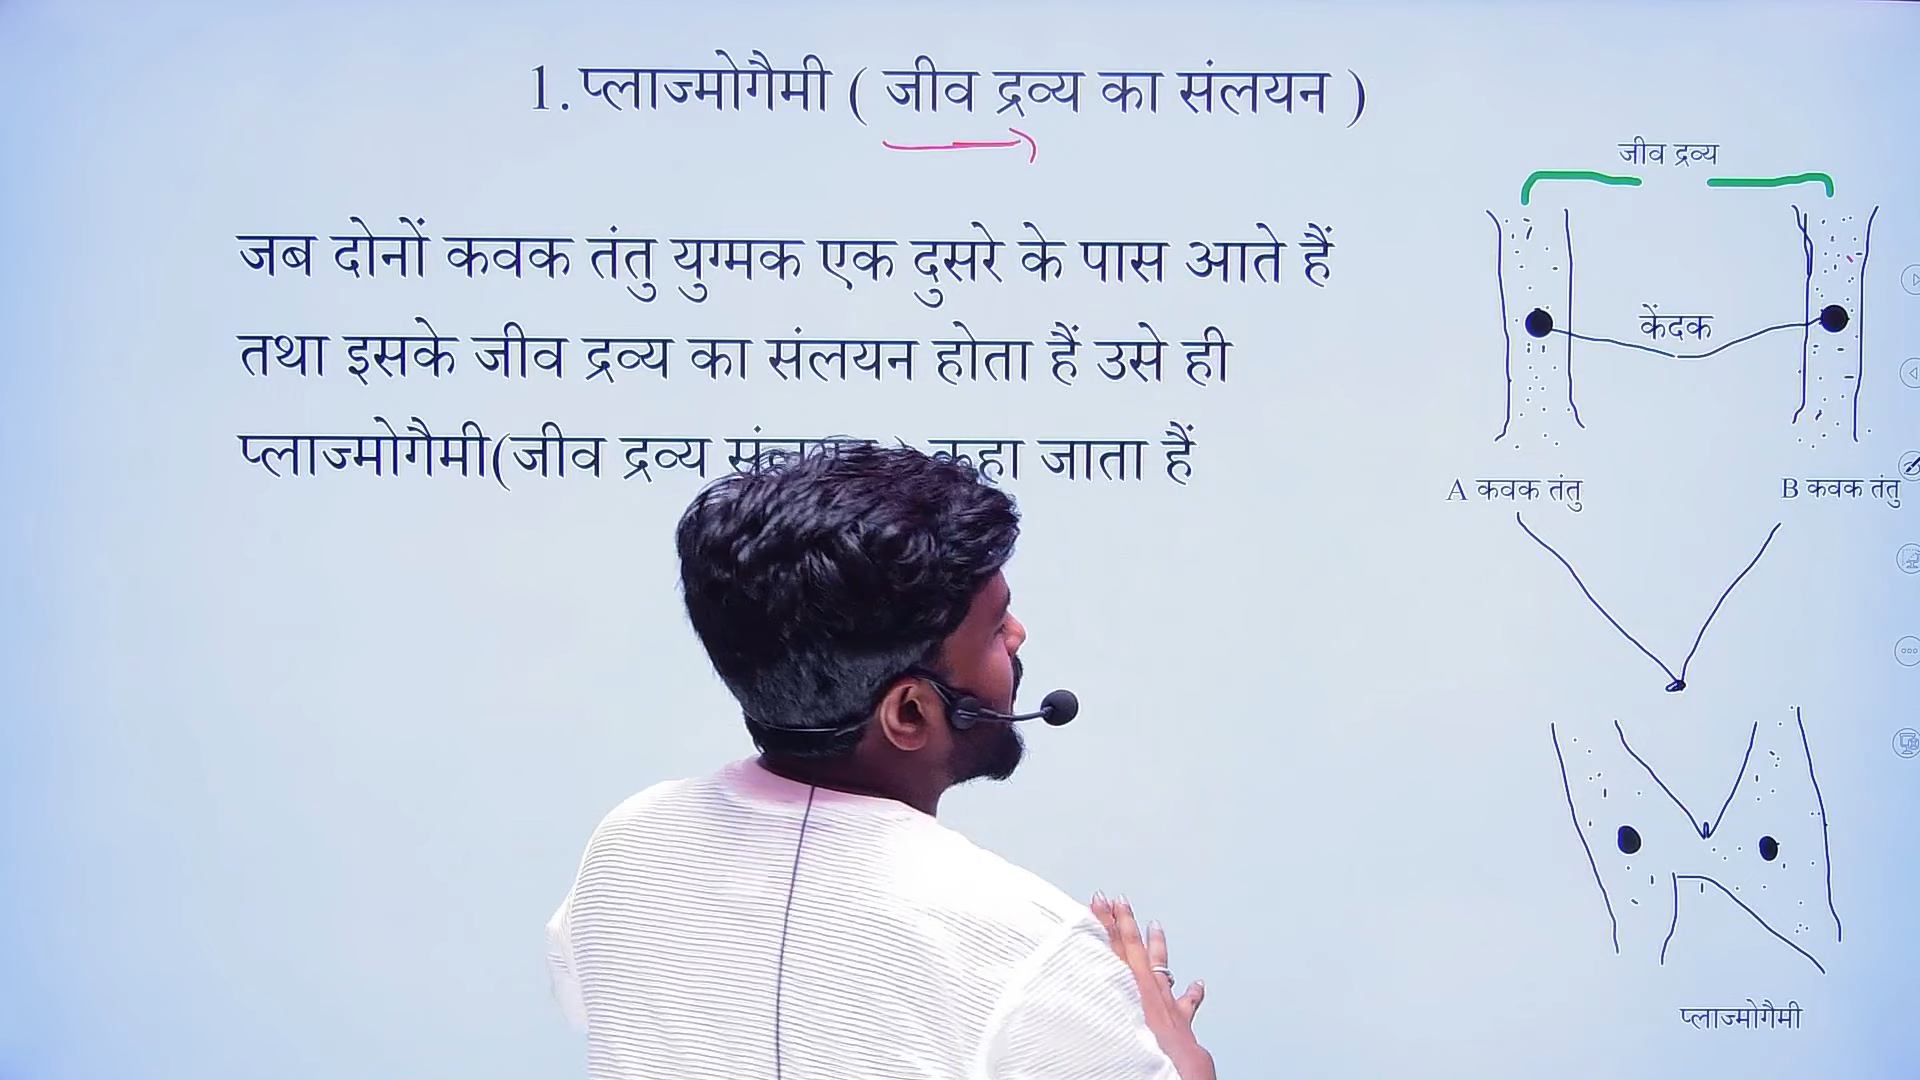 1. प्लाज्मोगैमी ( जीव द्रव्य का संलयन )
जब दोनों कवक तंतु युग्मक एक दुसरे के पास आते हैं
तथा इसके जीव द्रव्य का संलयन होता हैं उसे ही
प्लाज्मोगैमी(जीव द्रव्य ) कहा जाता हैं
जीव द्रव्य
केंदक
A कवक तंतु
B कवक तंतु
प्लाज्मोगैमी